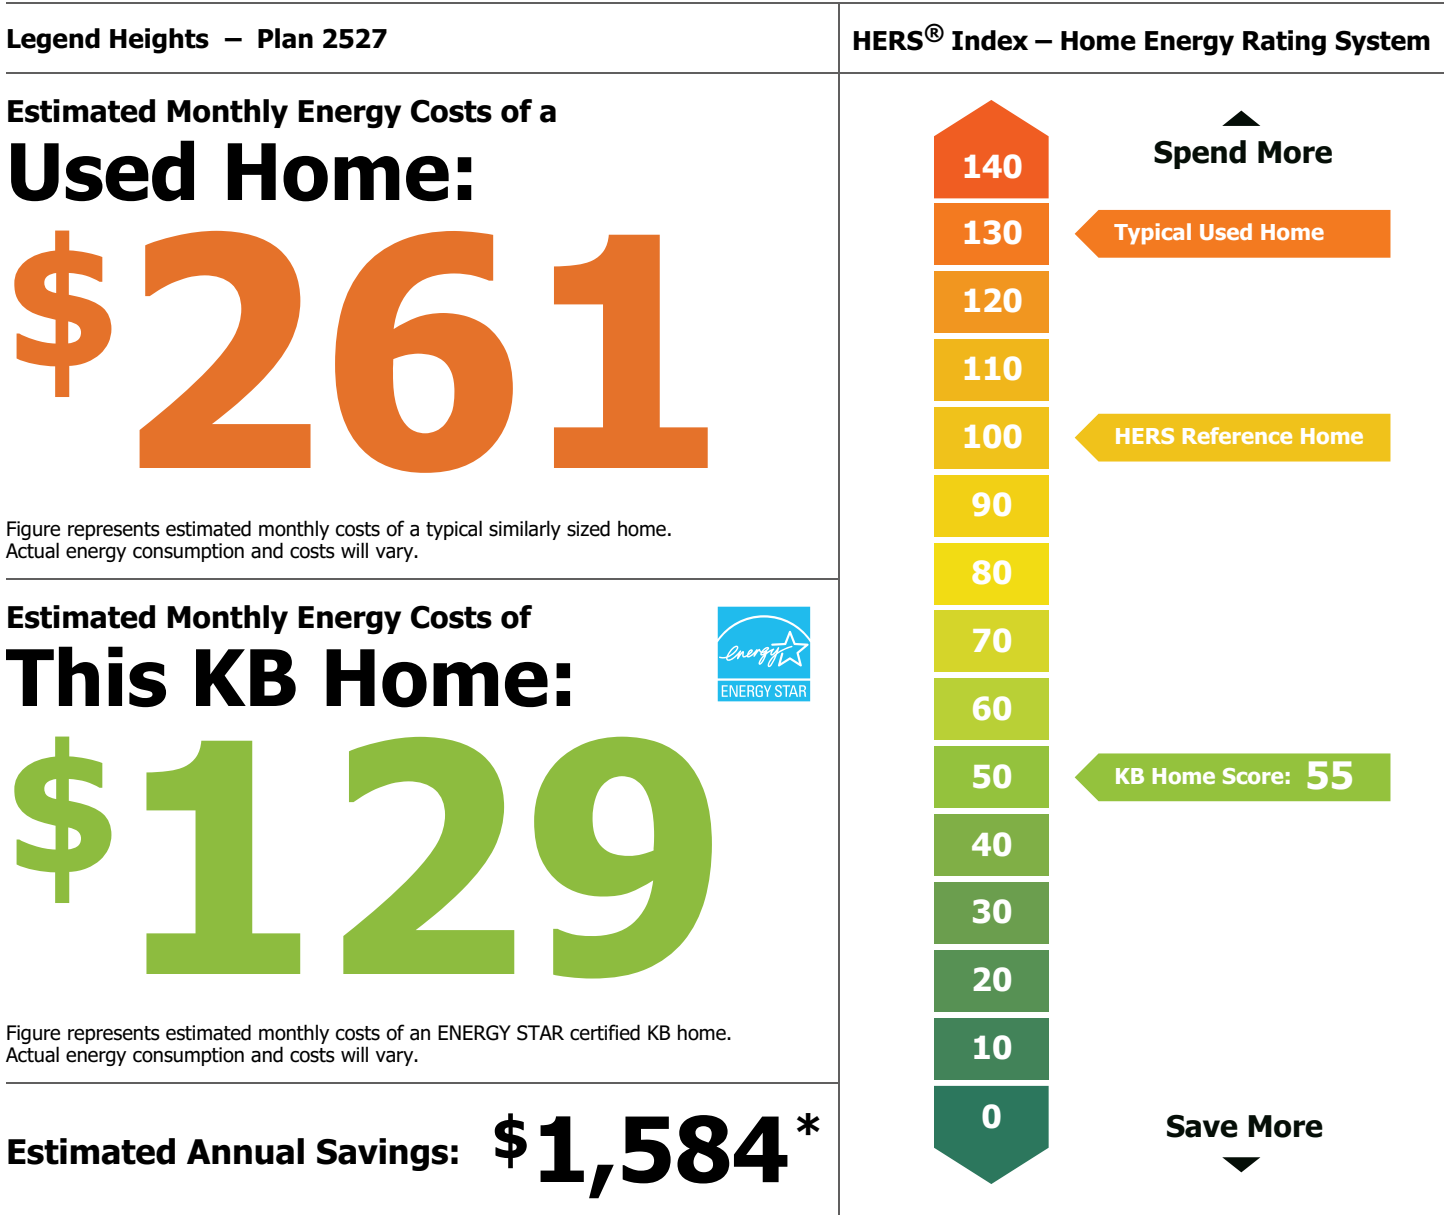 Legend Heights – Plan 2527
Estimated Monthly Energy Costs of a
Used Home:
$261
Figure represents estimated monthly costs of a typical similarly sized home.
Actual energy consumption and costs will vary.
Estimated Monthly Energy Costs of
This KB Home:
energy
ENERGY STAR
$129
Figure represents estimated monthly costs of an ENERGY STAR certified KB home.
Actual energy consumption and costs will vary.
Estimated Annual Savings: $1,584*
HERS® Index – Home Energy Rating System
Spend More
140
130
Typical Used Home
120
110
100
HERS Reference Home
90
80
70
60
50
KB Home Score: 55
40
30
20
10
0
Save More